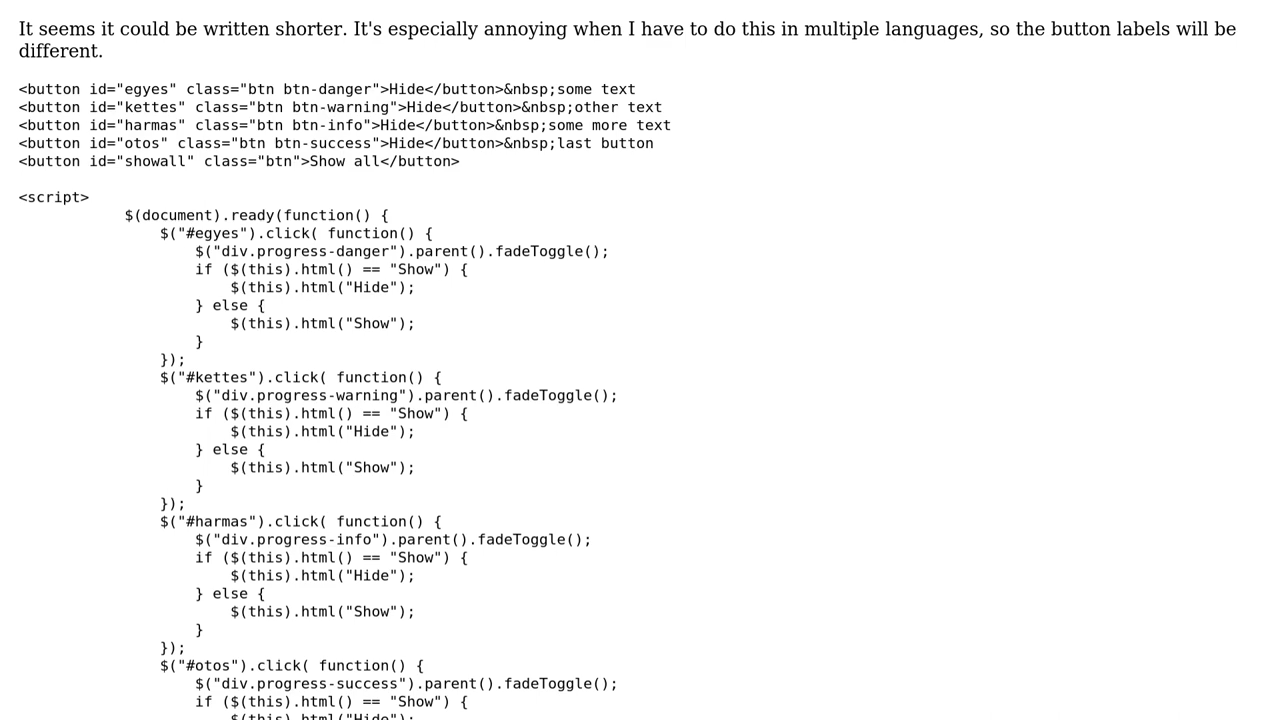 It seems it could be written shorter. It's especially annoying when I have to do this in multiple languages, so the button labels will be
different.
<button id="egyes" class="btn btn-danger">Hide</button>&nbsp;some text
<button id="kettes" class="btn btn-warning">Hide</button>&nbsp;other text
<button id="harmas" class="btn btn-info">Hide</button>&nbsp;some more text
<button id="otos" class="btn btn-success">Hide</button>&nbsp;last button
<button id="showall" class="btn">Show all</button>
<script>
$(document).ready(function() {
$("#egyes").click( function() {
$("div.progress-danger").parent().fadeToggle();
if ($(this).html() == "Show") {
$(this).html("Hide");
} else {
$(this).html("Show");
}
});
$("#kettes").click( function() {
$("div.progress-warning").parent().fadeToggle();
if ($(this).html() == "Show") {
$(this).html("Hide");
} else {
$(this).html("Show");
}
});
$("#harmas").click( function() {
$("div.progress-info").parent().fadeToggle();
if ($(this).html() == "Show") {
$(this).html("Hide");
} else {
$(this).html("Show");
}
});
$("#otos").click( function() {
$("div.progress-success").parent().fadeToggle();
if ($(this).html() == "Show") {
$(this).html("Hide");